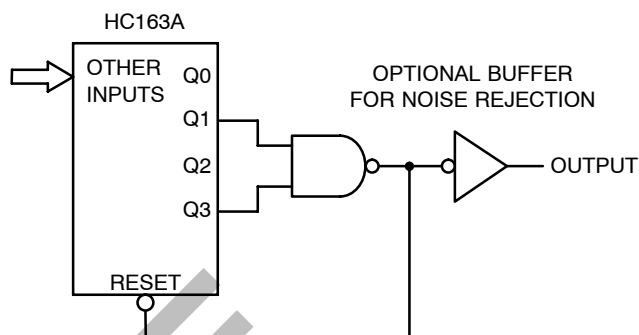 HC163A
OTHER
INPUTS
Q0
Q1
Q2
Q3
RESET
OPTIONAL BUFFER
FOR NOISE REJECTION
OUTPUT